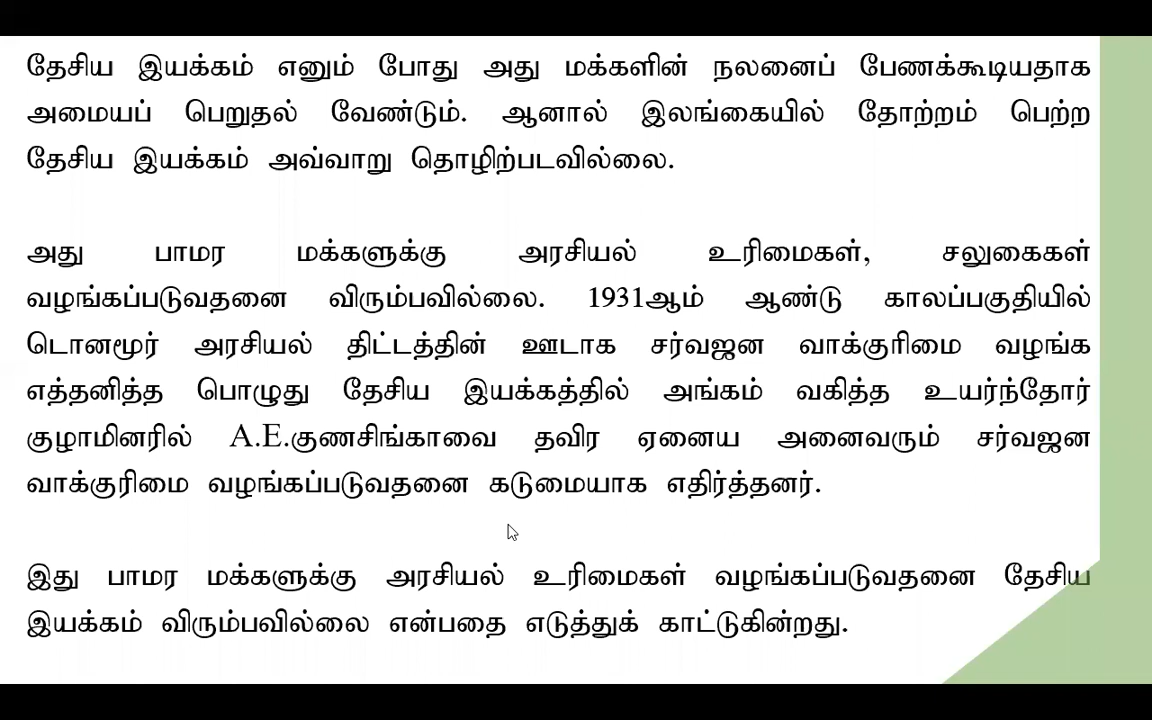 தேசிய இயக்கம் எனும் போது அது மக்களின் நலனைப் பேணக்கூடியதாக
அமையப் பெறுதல் வேண்டும். ஆனால் இலங்கையில் தோற்றம் பெற்ற
தேசிய இயக்கம் அவ்வாறு தொழிற்படவில்லை.
அது பாமர மக்களுக்கு அரசியல் உரிமைகள், சலுகைகள்
வழங்கப்படுவதனை விரும்பவில்லை. 1931ஆம் ஆண்டு காலப்பகுதியில்
டொனமூர் அரசியல் திட்டத்தின் ஊடாக சர்வஜன வாக்குரிமை வழங்க
எத்தனித்த பொழுது தேசிய இயக்கத்தில் அங்கம் வகித்த உயர்ந்தோர்
குழாமினரில் A.E.குணசிங்காவை தவிர ஏனைய அனைவரும் சர்வஜன
வாக்குரிமை வழங்கப்படுவதனை கடுமையாக எதிர்த்தனர்.
இது பாமர மக்களுக்கு அரசியல் உரிமைகள் வழங்கப்படுவதனை தேசிய
இயக்கம் விரும்பவில்லை என்பதை எடுத்துக் காட்டுகின்றது.